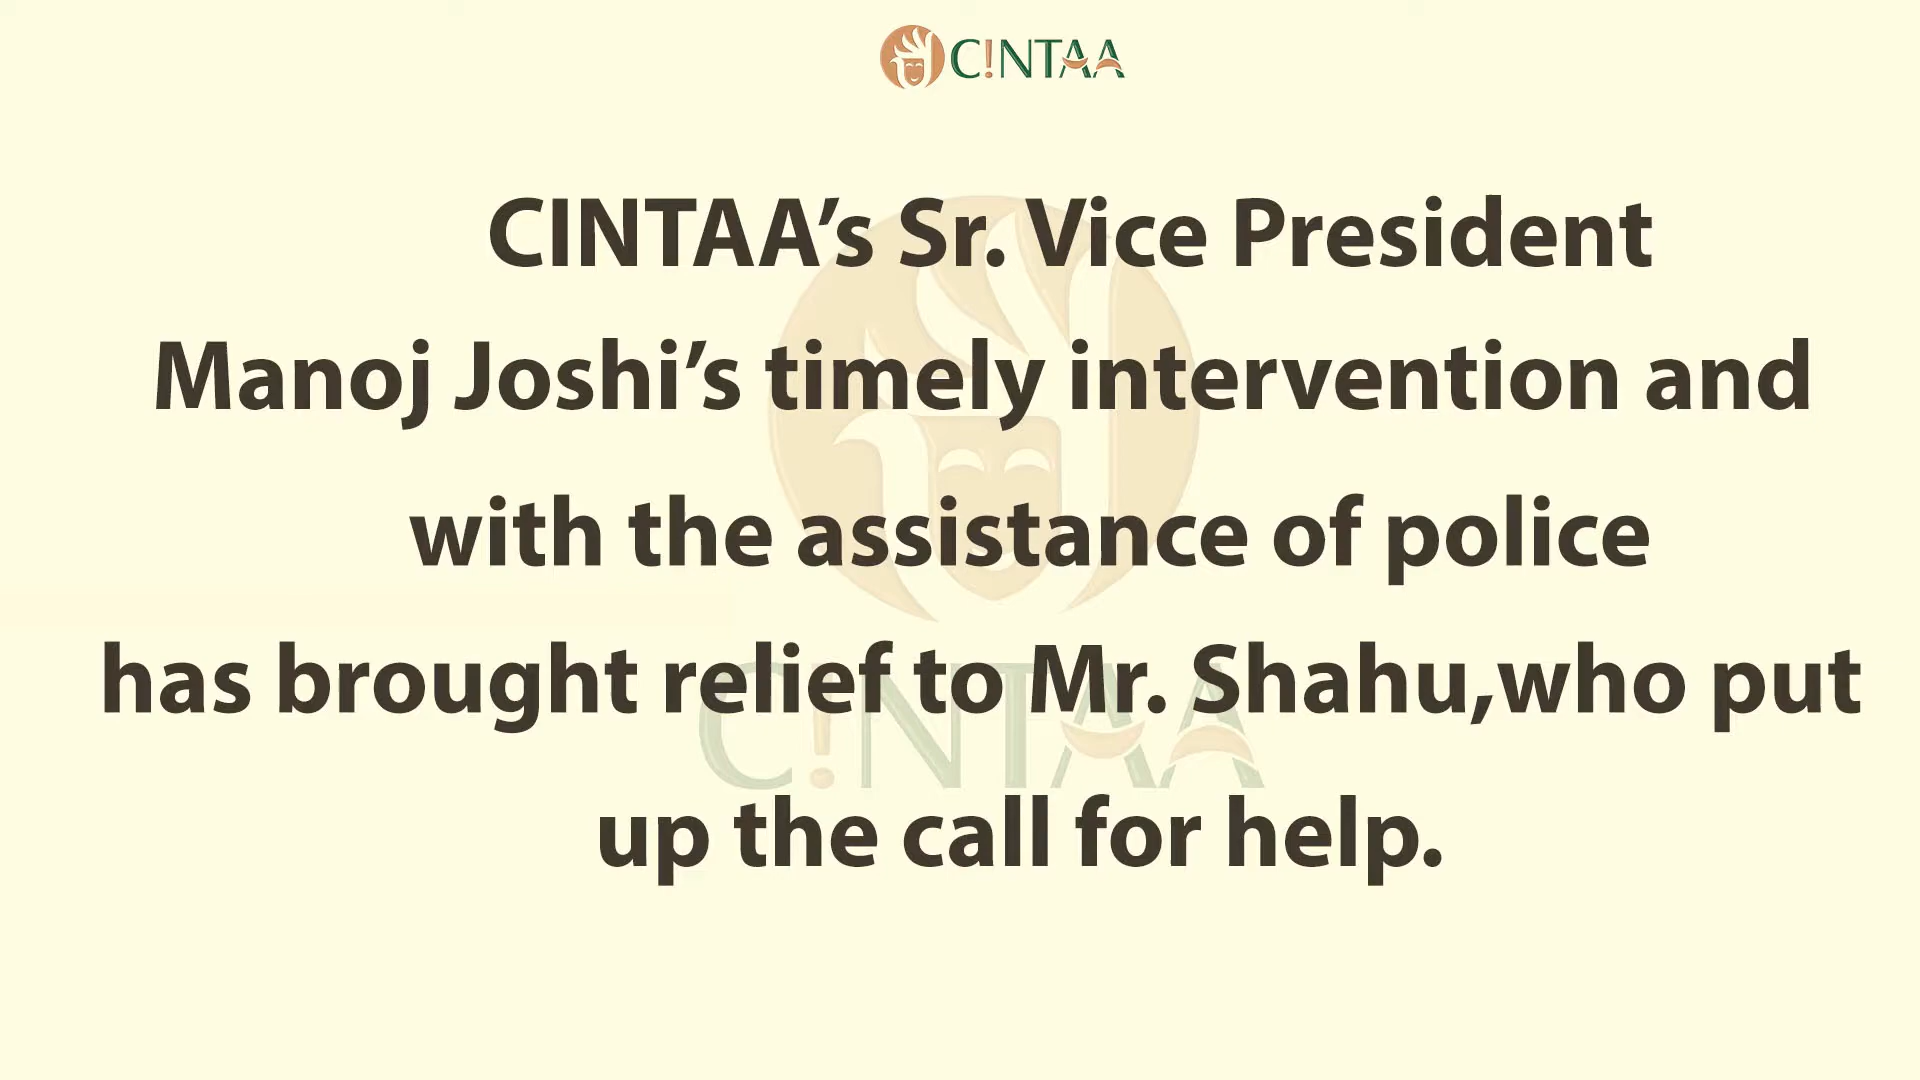 C!NTAA
CINTAA’s Sr. Vice President
Manoj Joshi’s timely intervention and
with the assistance of police
has brought relief to Mr. Shahu,who put
C!NTAA
up the call for help.